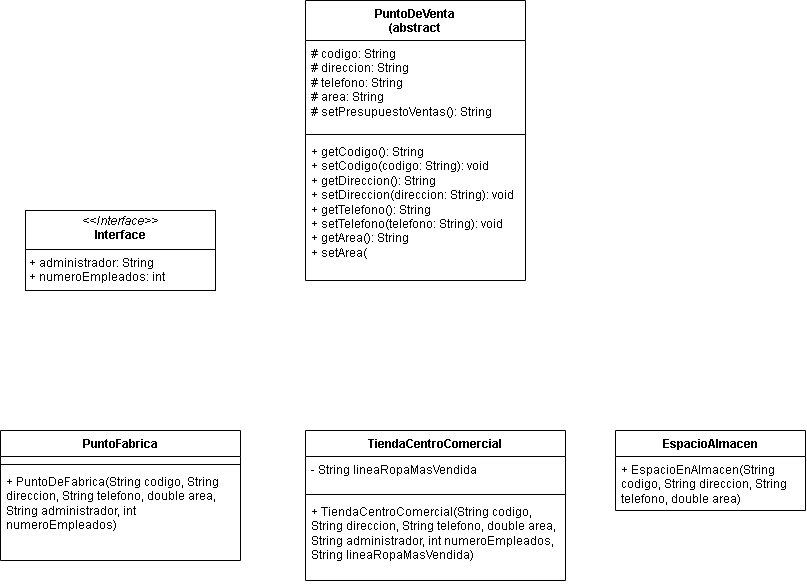 PuntoDeVenta
(abstract
# codigo: String
# direccion: String
# telefono: String
# area: String
# setPresupuestoVentas(): String
+ getCodigo(): String
+ setCodigo(codigo: String): void
+ getDireccion(): String
+ setDireccion(direccion: String): void
+ getTelefono(): String
+ setTelefono(telefono: String): void
+ getArea(): String
+ setArea(
<<Interface>>
Interface
+ administrador: String
+ numeroEmpleados: int
PuntoFabrica
+ PuntoDeFabrica(String codigo, String
direccion, String telefono, double area,
String administrador, int
numeroEmpleados)
TiendaCentroComercial
- String lineaRopaMasVendida
+ TiendaCentroComercial(String codigo,
String direccion, String telefono, double area,
String administrador, int numeroEmpleados,
String lineaRopaMasVendida)
EspacioAlmacen
+ EspacioEnAlmacen(String
codigo, String direccion, String
telefono, double area)